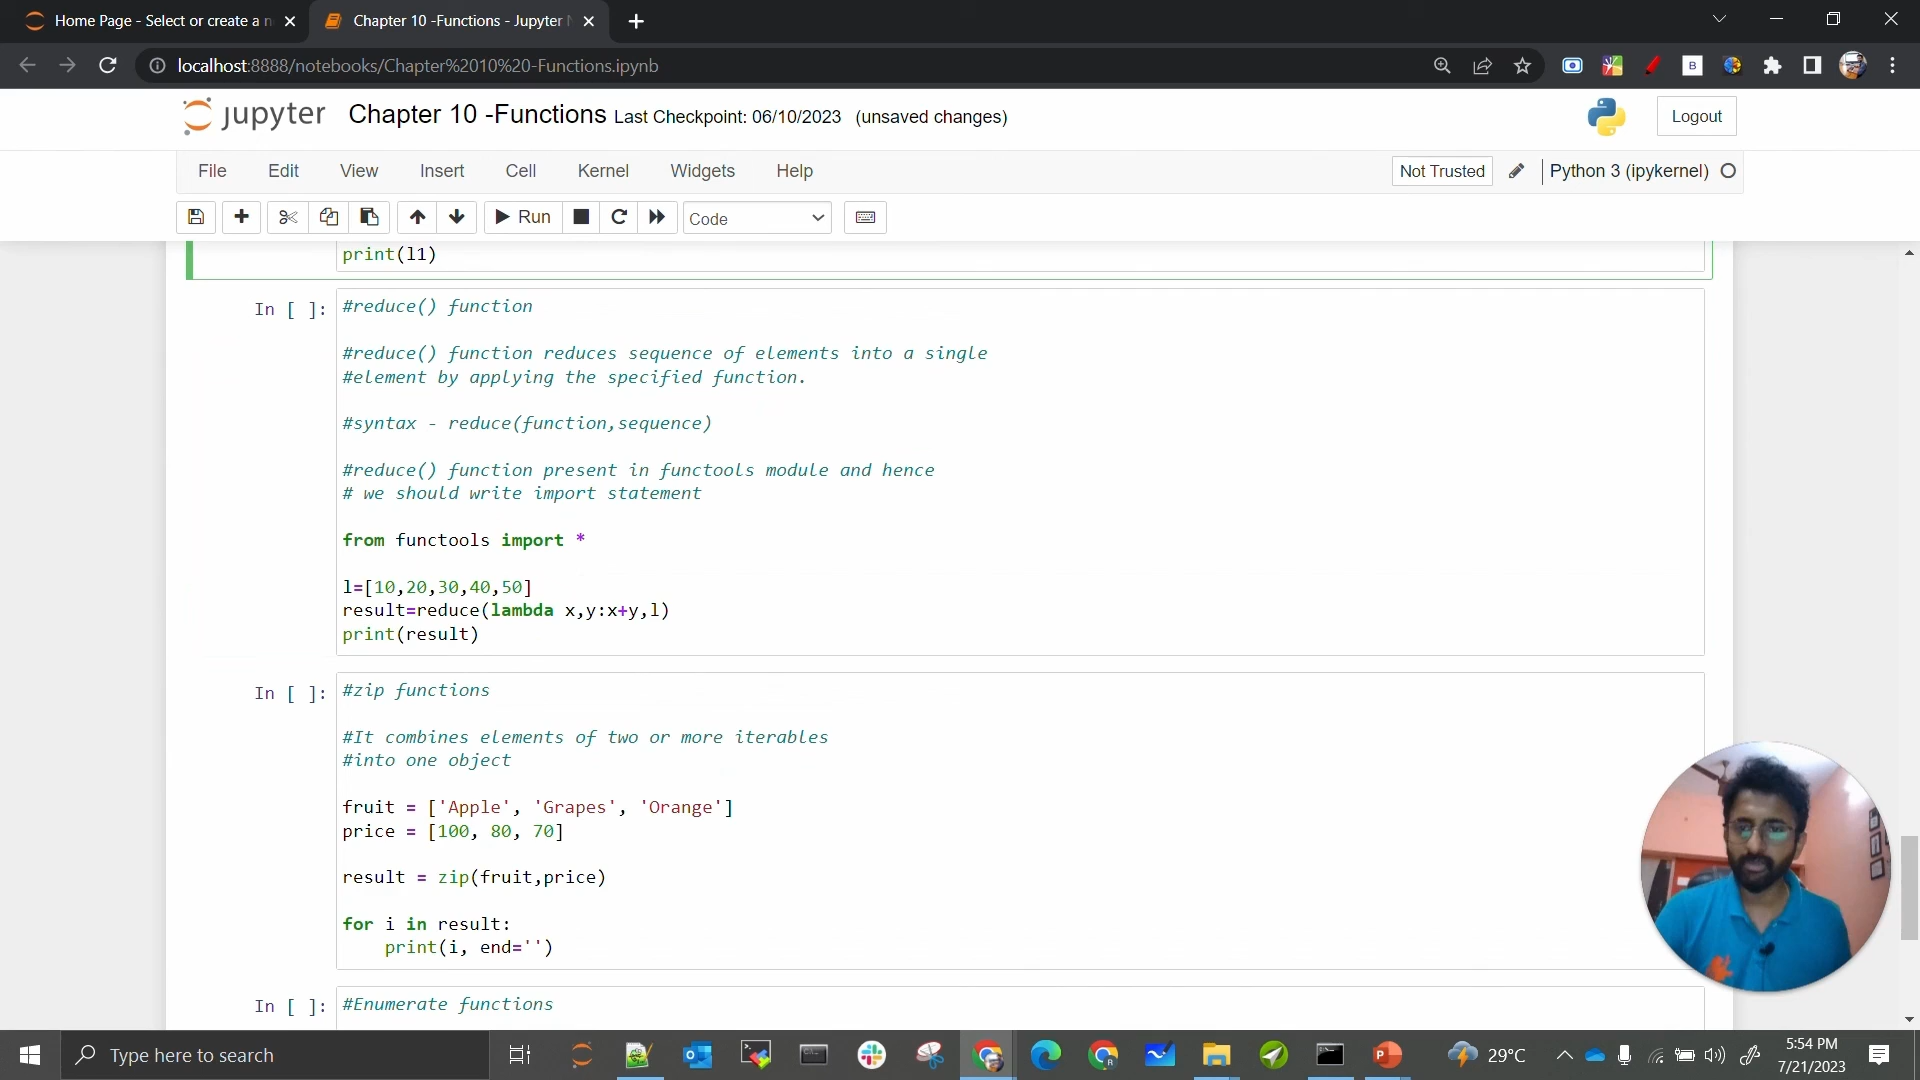 Home Page - Select or create a n
Chapter 10 -Functions - Jupyter N
localhost:8888/notebooks/Chapter%2010%20-Functions.ipynb
B
R
jupyter Chapter 10 -Functions Last Checkpoint: 06/10/2023 (unsaved changes)
Logout
File Edit View Insert Cell Kernel Widgets Help
Not Trusted
Python 3 (ipykernel)
Run
Code
print(l1)
In [ ]: #reduce() function
#reduce() function reduces sequence of elements into a single
#element by applying the specified function.
#syntax - reduce(function,sequence)
#reduce() function present in functools module and hence
# we should write import statement
from functools import *
l=[10,20,30,40,50]
result=reduce(lambda x,y:x+y,l)
print(result)
In [ ]: #zip functions
#It combines elements of two or more iterables
#into one object
fruit = ['Apple', 'Grapes', 'Orange']
price = [100, 80, 70]
result = zip(fruit,price)
for i in result:
print(i, end='')
In [ ]: #Enumerate functions
Type here to search
29°C
5:54 PM
7/21/2023